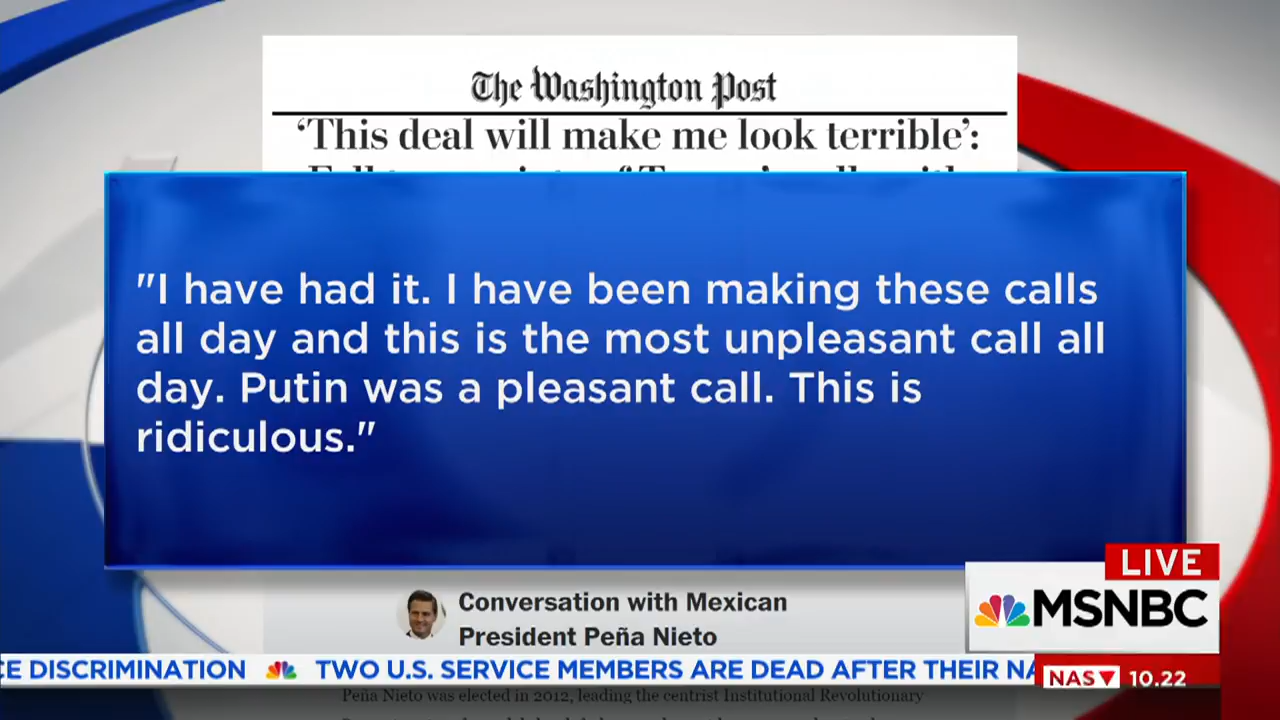 The Washington Post
‘This deal will make me look terrible’:
"I have had it. I have been making these calls
all day and this is the most unpleasant call all
day. Putin was a pleasant call. This is
ridiculous."
LIVE
MSNBC
Conversation with Mexican
President Peña Nieto
CE DISCRIMINATION TWO U.S. SERVICE MEMBERS ARE DEAD AFTER THEIR NA
NAS▼ 10.22
Peña Nieto was elected in 2012, leading the centrist Institutional Revolutionary